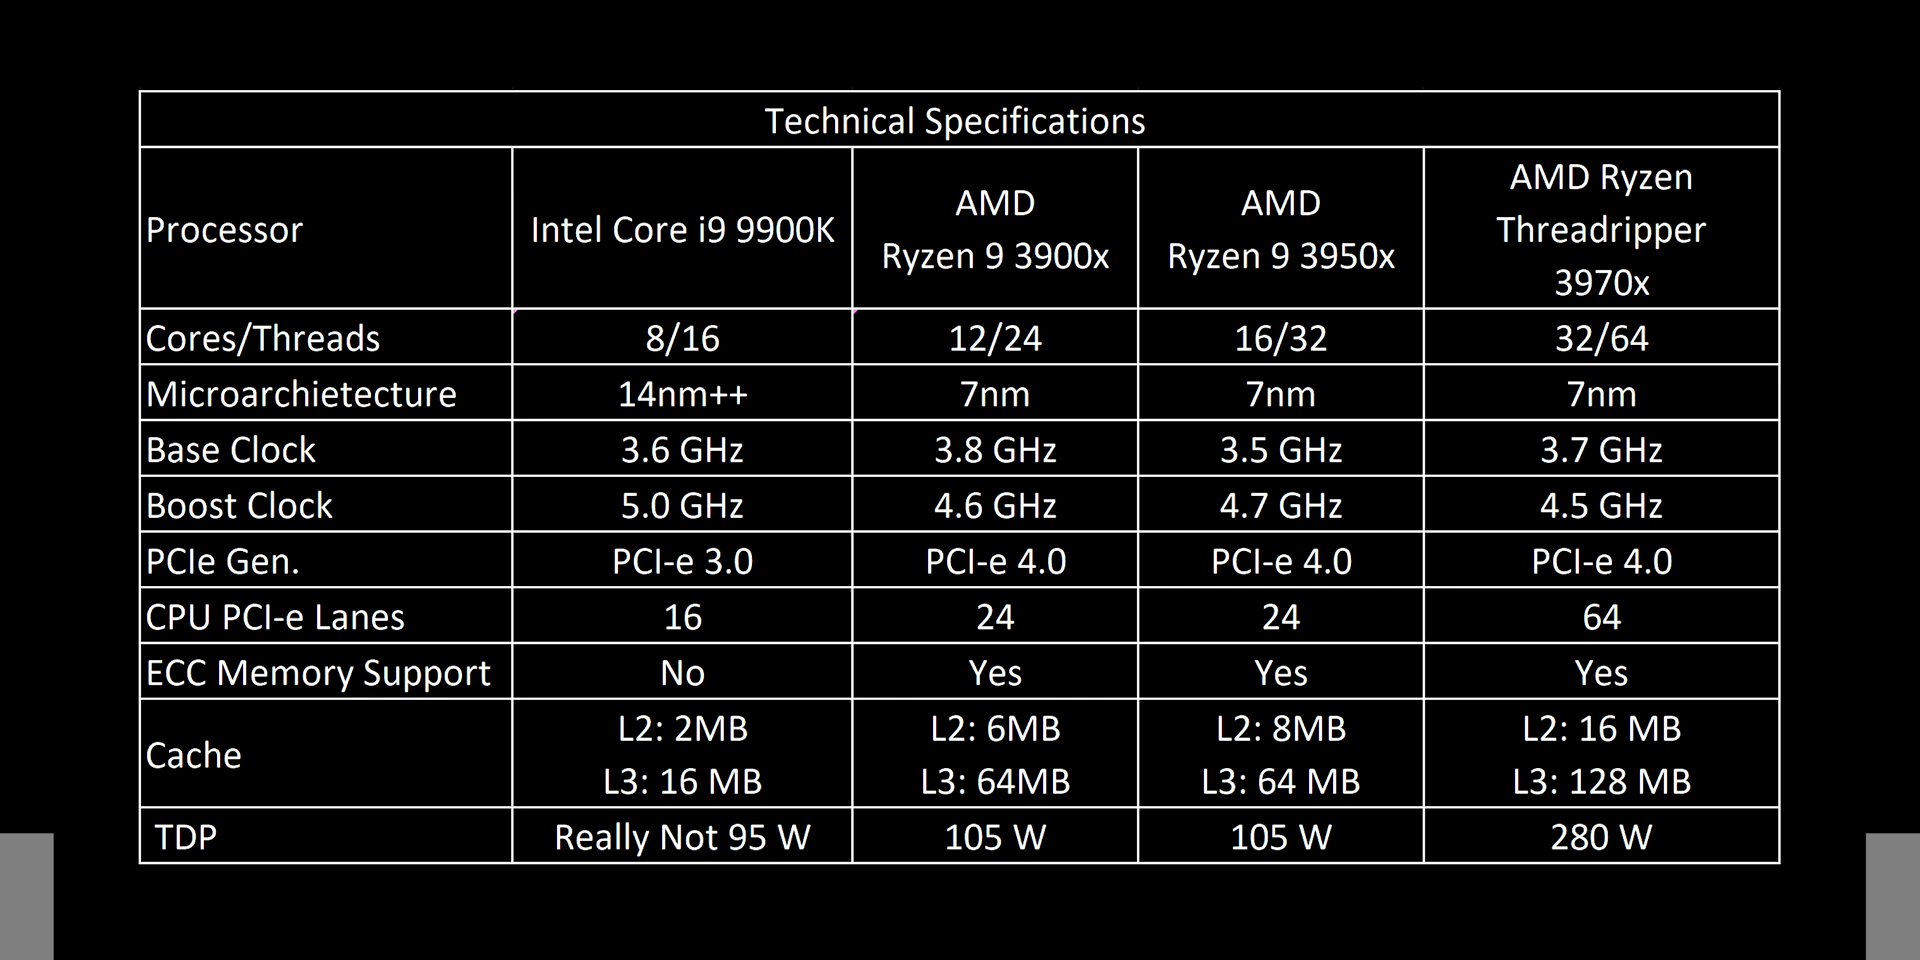 Technical Specifications
Processor
Intel Core i9 9900K
AMD
Ryzen 9 3900x
AMD
Ryzen 9 3950x
AMD Ryzen
Threadripper
3970x
Cores/Threads
8/16
12/24
16/32
32/64
Microarchietecture
14nm++
7nm
7nm
7nm
Base Clock
3.6 GHz
3.8 GHz
3.5 GHz
3.7 GHz
Boost Clock
5.0 GHz
4.6 GHz
4.7 GHz
4.5 GHz
PCIe Gen.
PCI-e 3.0
PCI-e 4.0
PCI-e 4.0
PCI-e 4.0
CPU PCI-e Lanes
16
24
24
64
ECC Memory Support
No
Yes
Yes
Yes
Cache
L2: 2MB
L3: 16 MB
L2: 6MB
L3: 64MB
L2: 8MB
L3: 64 MB
L2: 16 MB
L3: 128 MB
TDP
Really Not 95 W
105 W
105 W
280 W